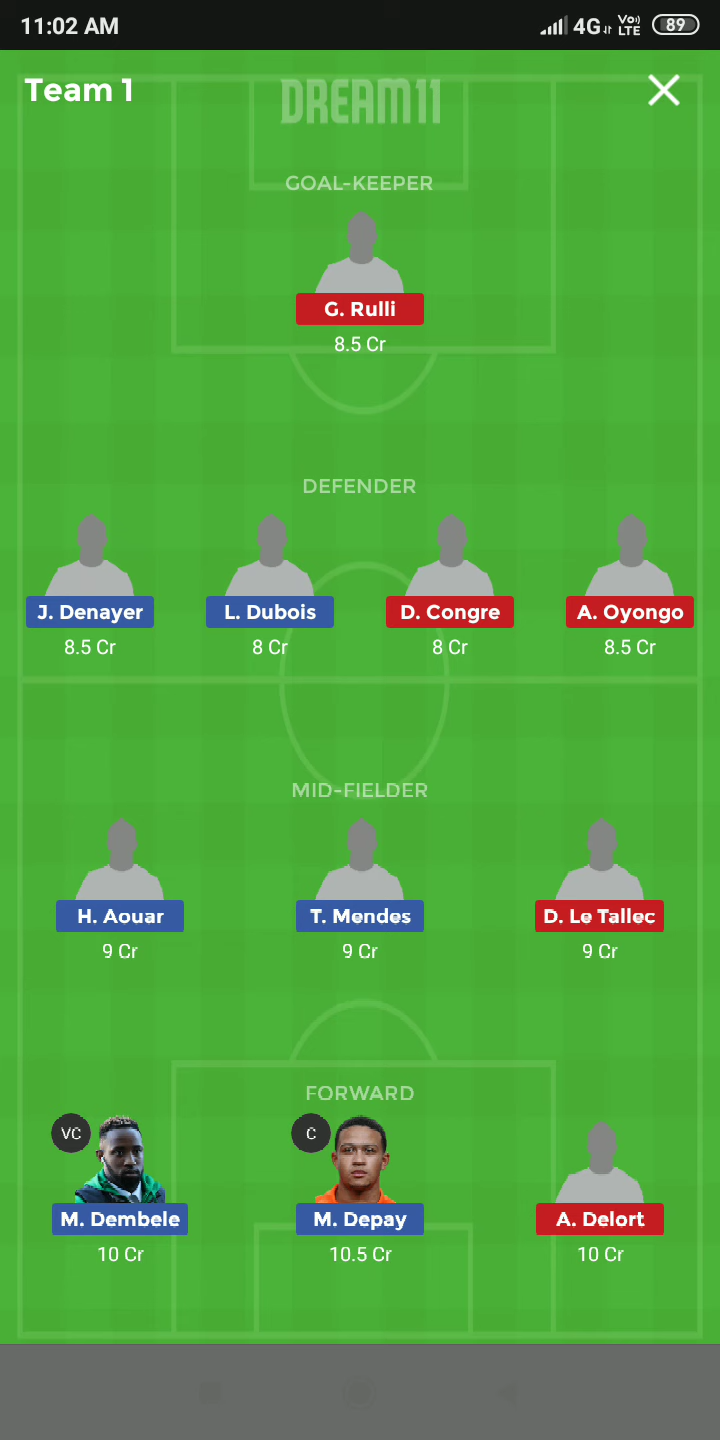 11:02 AM
4G Vo) LTE 89
Team 1
DREAM11
GOAL-KEEPER
G. Rulli
8.5 Cr
DEFENDER
J. Denayer L. Dubois D. Congre A. Oyongo
8.5 Cr 8 Cr 8 Cr 8.5 Cr
MID-FIELDER
H. Aouar T. Mendes D. Le Tallec
9 Cr 9 Cr 9 Cr
FORWARD
VC C
M. Dembele M. Depay A. Delort
10 Cr 10.5 Cr 10 Cr